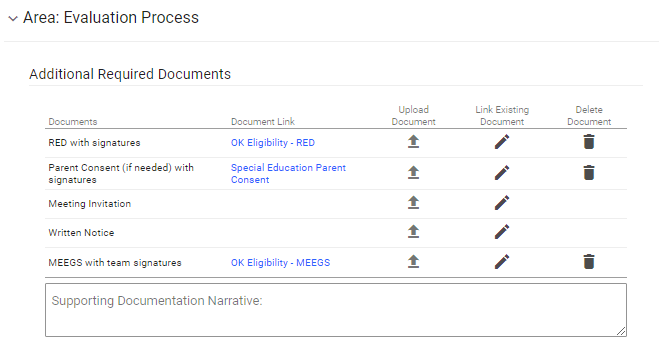 Area: Evaluation Process
Additional Required Documents
Documents Document Link Upload Document Link Existing Document Delete Document
RED with signatures OK Eligibility - RED
Parent Consent (if needed) with signatures Special Education Parent Consent
Meeting Invitation
Written Notice
MEEGS with team signatures OK Eligibility - MEEGS
Supporting Documentation Narrative: